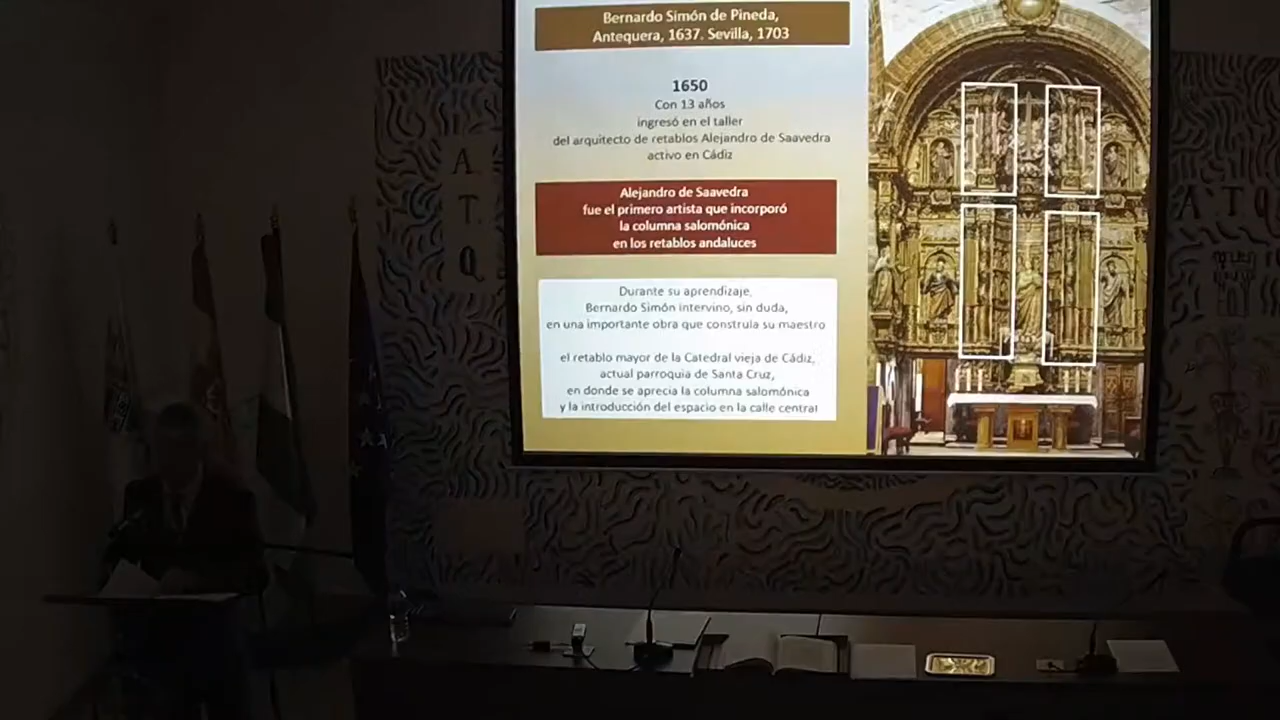 Bernardo Simón de Pineda,
Antequera, 1637. Sevilla, 1703
1650
Con 13 años
ingresó en el taller
del arquitecto de retablos Alejandro de Saavedra
activo en Cádiz
Alejandro de Saavedra
fue el primero artista que incorporó
la columna salomónica
en los retablos andaluces
Durante su aprendizaje,
Bernardo Simón intervino, sin duda,
en una importante obra que construía su maestro
el retablo mayor de la Catedral vieja de Cádiz,
actual parroquia de Santa Cruz,
en donde se aprecia la columna salomónica
y la introducción del espacio en la calle central
A
T.
Q
A T Q